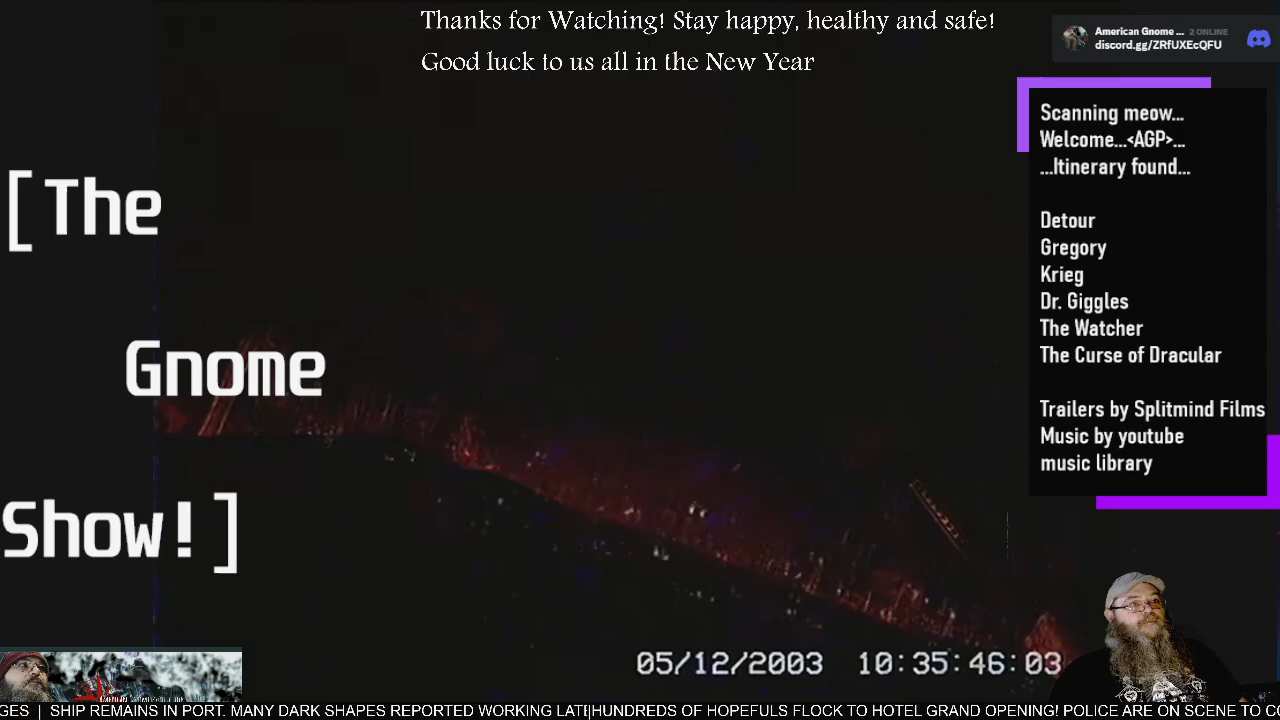 Thanks for Watching! Stay happy, healthy and safe!
Good luck to us all in the New Year
American Gnome ... 2 ONLINE
discord.gg/ZRfUXEcQFU
Scanning meow...
Welcome...<AGP>...
...Itinerary found...
Detour
Gregory
Krieg
Dr. Giggles
The Watcher
The Curse of Dracular
Trailers by Splitmind Films
Music by youtube
music library
[The
Gnome
Show!]
05/12/2003 10:35:46:03
GES | SHIP REMAINS IN PORT. MANY DARK SHAPES REPORTED WORKING LATE||HUNDREDS OF HOPEFULS FLOCK TO HOTEL GRAND OPENING! POLICE ARE ON SCENE TO CO